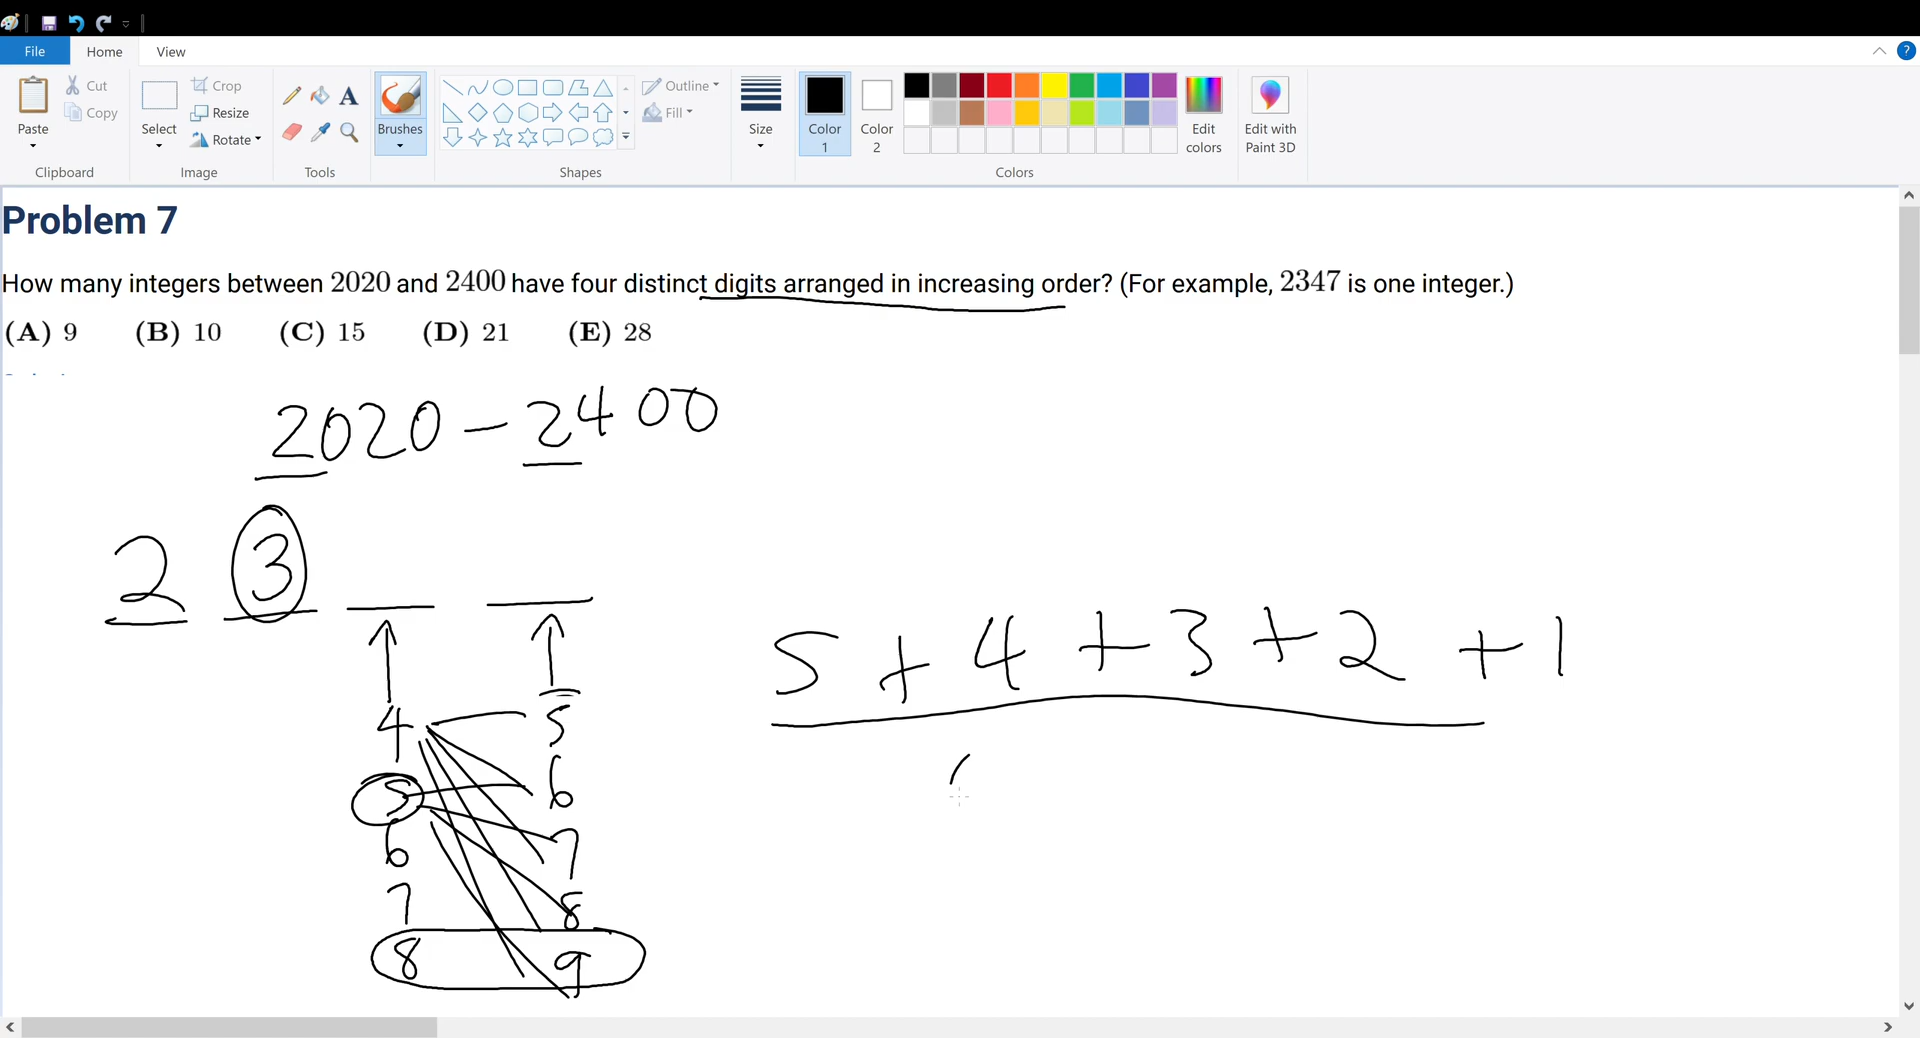 File Home View ?
Paste Cut Copy Clipboard
Select Crop Resize Rotate Image
A Tools
Brushes
Outline Fill Shapes
Size
Color 1 Color 2 Edit colors Edit with Paint 3D Colors
Problem 7
How many integers between 2020 and 2400 have four distinct digits arranged in increasing order? (For example, 2347 is one integer.)
(A) 9 (B) 10 (C) 15 (D) 21 (E) 28
2020 - 2400
2 3
5 + 4 + 3 + 2 + 1
4 5
5 6
6 7
7 8
8 9